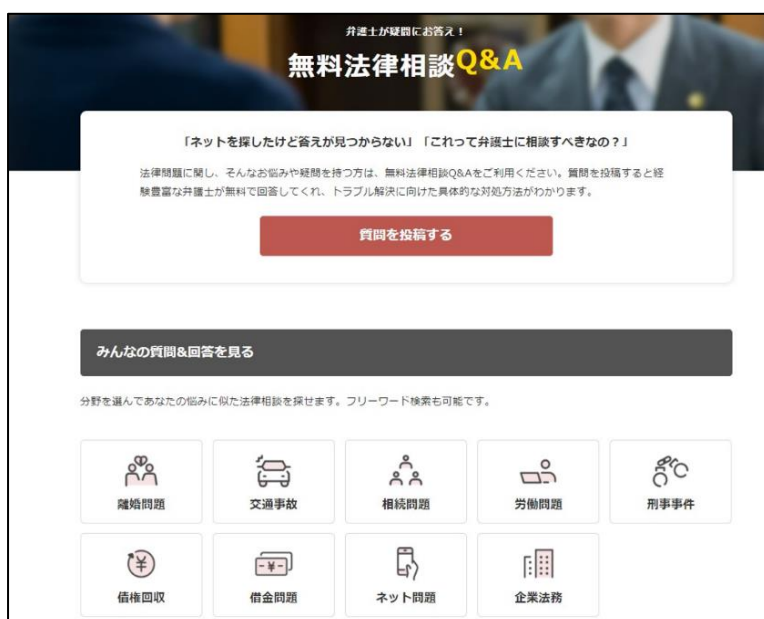 弁護士が疑問にお答え!
無料法律相談Q&A
「ネットを探したけど答えが見つからない」「これって弁護士に相談すべきなの?」
法律問題に関し、そんなお悩みや疑問を持つ方は、無料法律相談Q&Aをご利用ください。質問を投稿すると経
験豊富な弁護士が無料で回答してくれ、トラブル解決に向けた具体的な対処方法がわかります。
質問を投稿する
みんなの質問&回答を見る
分野を選んであなたの悩みに似た法律相談を探せます。フリーワード検索も可能です。
離婚問題
交通事故
相続問題
労働問題
刑事事件
債権回収
借金問題
ネット問題
企業法務